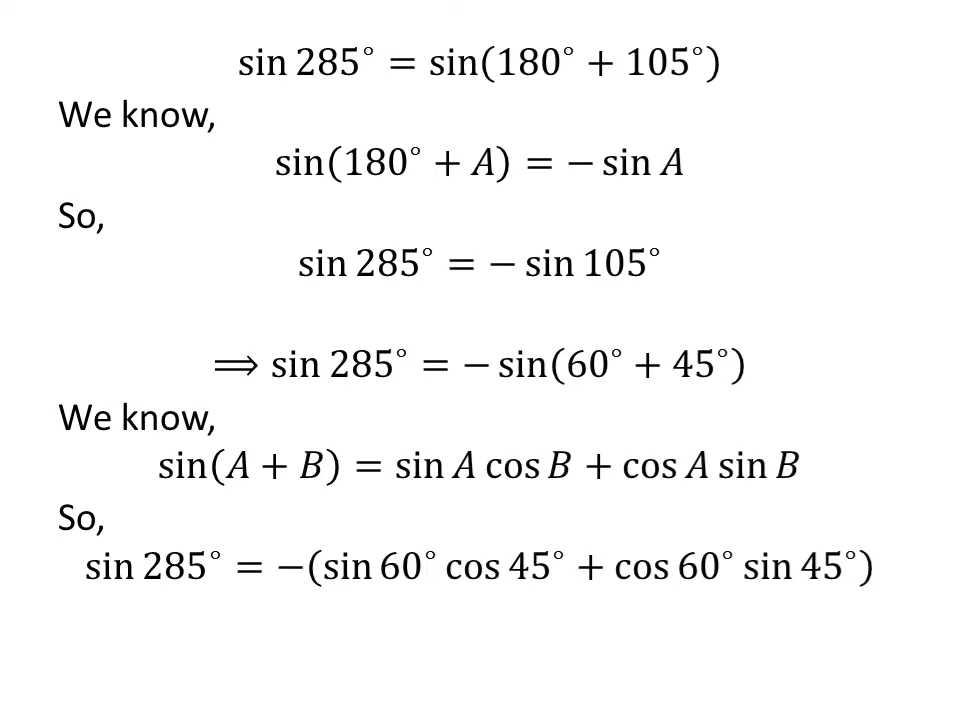 sin 285° = sin(180° + 105°)
We know,
sin(180° + A) = − sin A
So,
sin 285° = − sin 105°
⟹ sin 285° = − sin(60° + 45°)
We know,
sin(A + B) = sin A cos B + cos A sin B
So,
sin 285° = −(sin 60° cos 45° + cos 60° sin 45°)